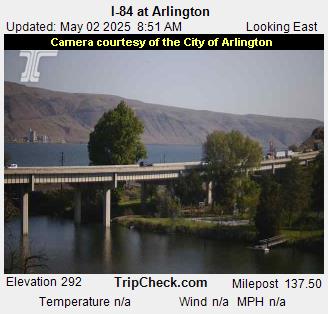 I-84 at Arlington
Updated: May 02 2025 8:51 AM Looking East
Camera courtesy of the City of Arlington
Elevation 292 TripCheck.com Milepost 137.50
Temperature n/a Wind n/a MPH n/a